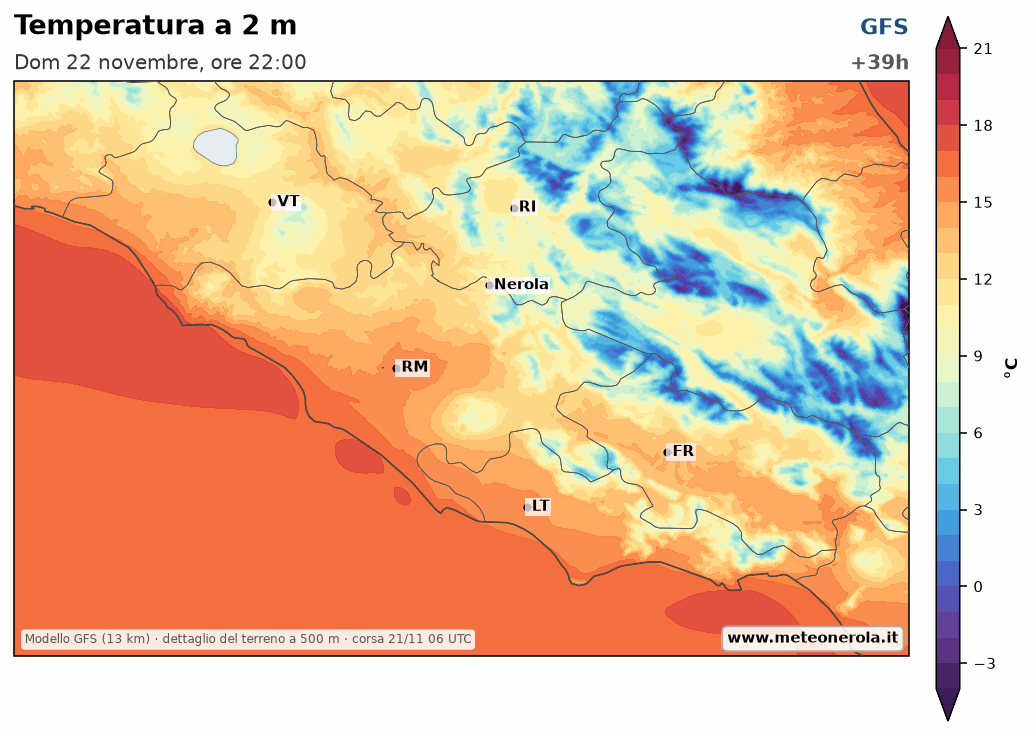 Temperatura a 2 m
GFS
Dom 22 novembre, ore 22:00
+39h
VT
RI
Nerola
RM
FR
LT
Modello GFS (13 km) · dettaglio del terreno a 500 m · corsa 21/11 06 UTC
www.meteonerola.it
21
18
15
12
9
6
3
0
−3
°C